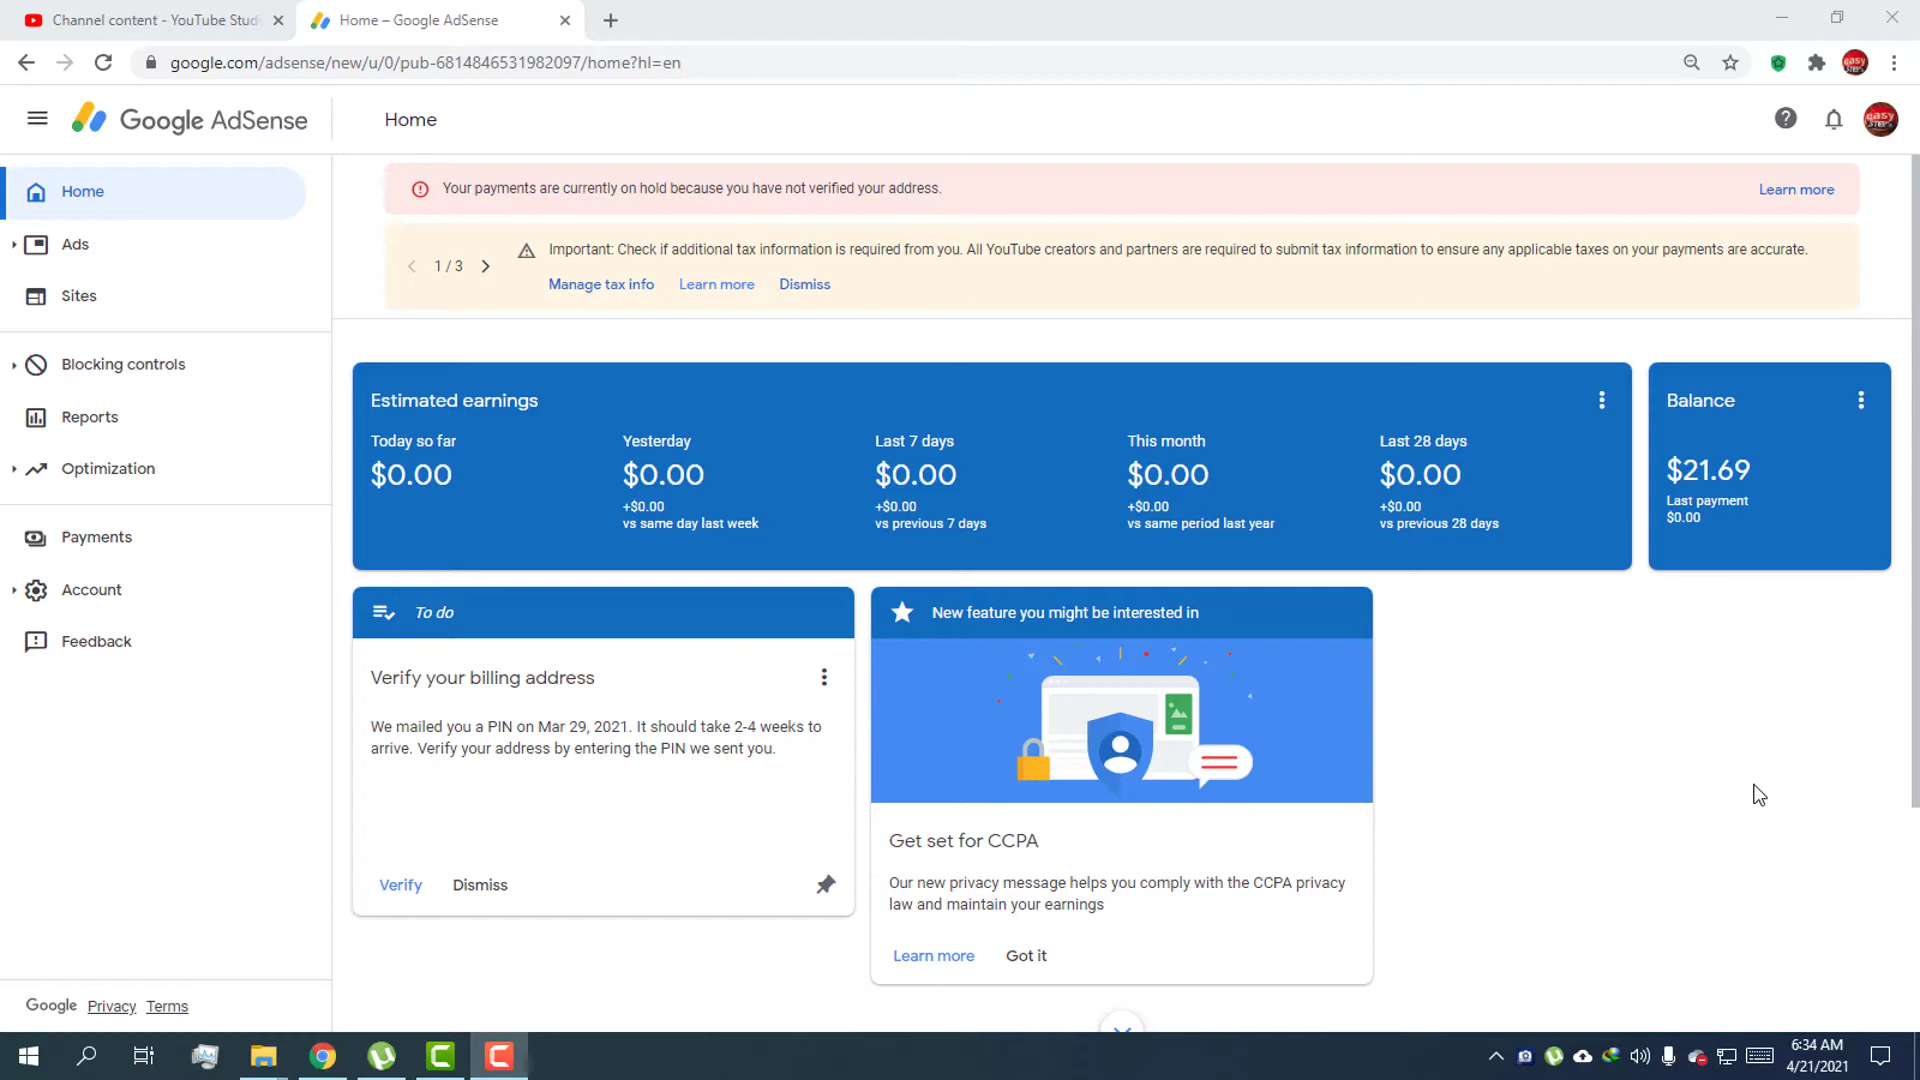 Channel content - YouTube Stud
Home – Google AdSense
google.com/adsense/new/u/0/pub-6814846531982097/home?hl=en
Google AdSense
Home
easy
STEPS
Home
Ads
Sites
Blocking controls
Reports
Optimization
Payments
Account
Feedback
Google Privacy Terms
Your payments are currently on hold because you have not verified your address.
Learn more
1 / 3
Important: Check if additional tax information is required from you. All YouTube creators and partners are required to submit tax information to ensure any applicable taxes on your payments are accurate.
Manage tax info Learn more Dismiss
Estimated earnings
Today so far
$0.00
Yesterday
$0.00
+$0.00
vs same day last week
Last 7 days
$0.00
+$0.00
vs previous 7 days
This month
$0.00
+$0.00
vs same period last year
Last 28 days
$0.00
+$0.00
vs previous 28 days
Balance
$21.69
Last payment
$0.00
To do
Verify your billing address
We mailed you a PIN on Mar 29, 2021. It should take 2-4 weeks to
arrive. Verify your address by entering the PIN we sent you.
Verify Dismiss
New feature you might be interested in
Get set for CCPA
Our new privacy message helps you comply with the CCPA privacy
law and maintain your earnings
Learn more Got it
6:34 AM
4/21/2021